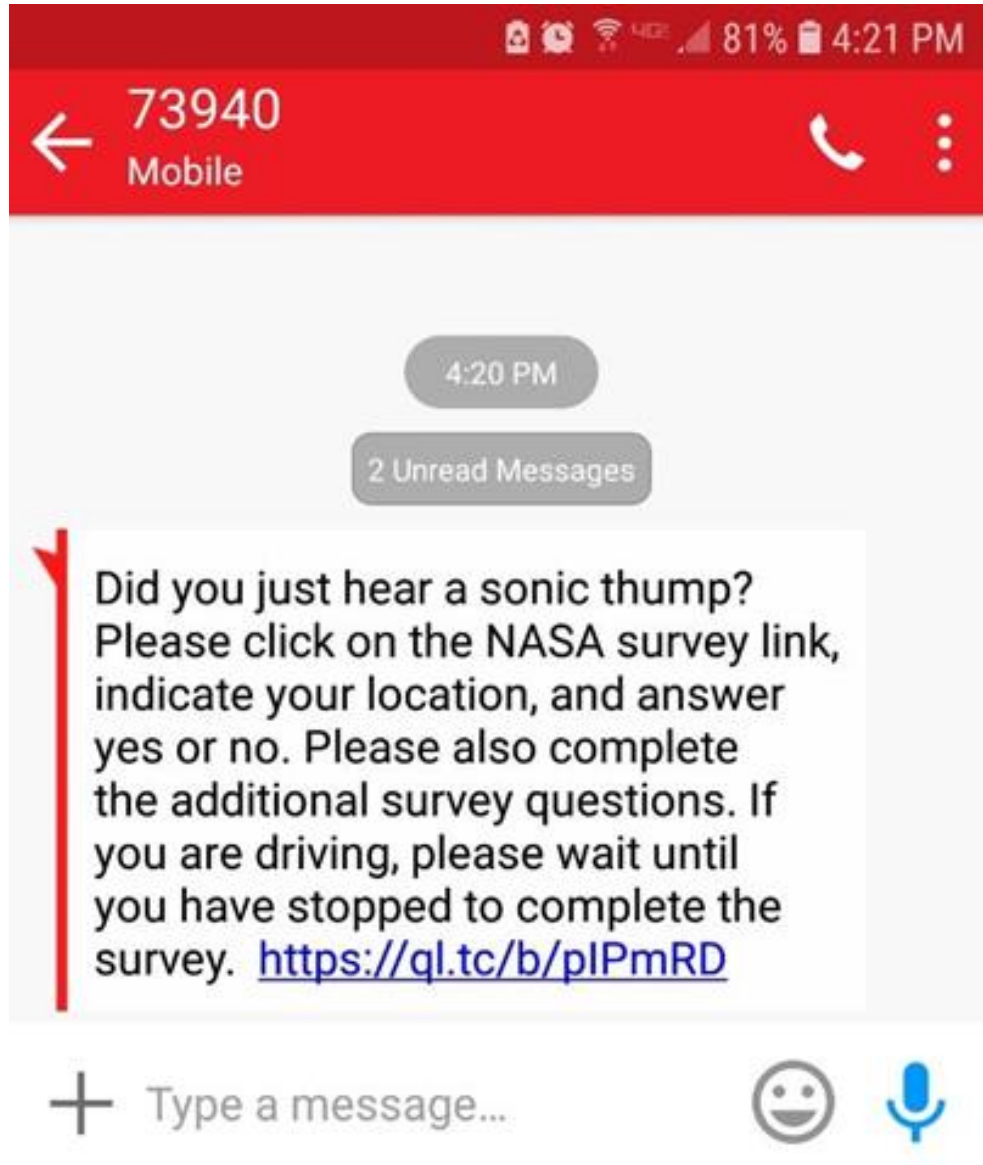 4G 81% 4:21 PM
73940
Mobile
4:20 PM
2 Unread Messages
Did you just hear a sonic thump?
Please click on the NASA survey link,
indicate your location, and answer
yes or no. Please also complete
the additional survey questions. If
you are driving, please wait until
you have stopped to complete the
survey. https://ql.tc/b/pIPmRD
Type a message...